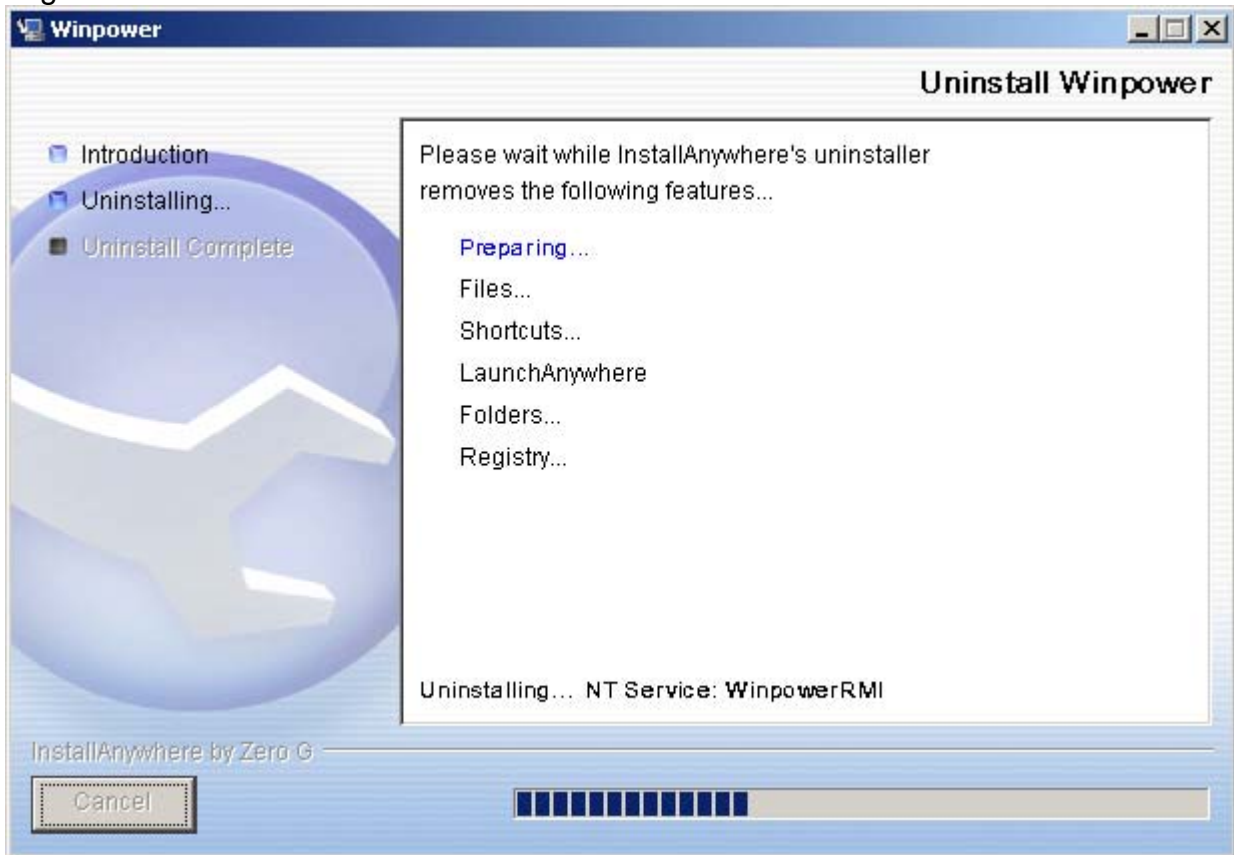 Winpower
Uninstall Winpower
Introduction
Uninstalling...
Uninstall Complete
Please wait while InstallAnywhere's uninstaller
removes the following features...
Preparing...
Files...
Shortcuts...
LaunchAnywhere
Folders...
Registry...
Uninstalling... NT Service: WinpowerRMI
InstallAnywhere by Zero G
Cancel